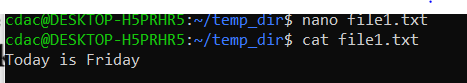 cdac@DESKTOP-H5PRHR5:~/temp_dir$ nano file1.txt
cdac@DESKTOP-H5PRHR5:~/temp_dir$ cat file1.txt
Today is Friday